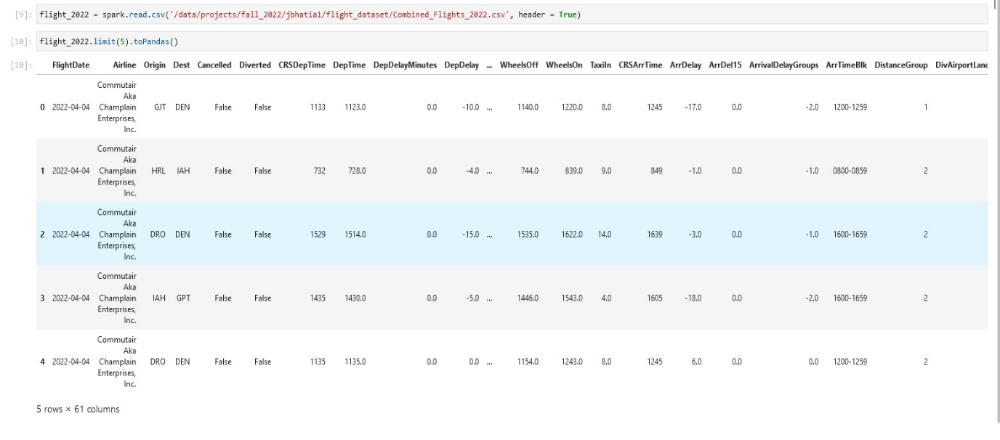 [9]: flight_2022 = spark.read.csv('/data/projects/fall_2022/jbhatia1/flight_dataset/Combined_Flights_2022.csv', header = True)
[10]: flight_2022.limit(5).toPandas()
[10]: FlightDate Airline Origin Dest Cancelled Diverted CRSDepTime DepTime DepDelayMinutes DepDelay ... WheelsOff WheelsOn TaxiIn CRSArrTime ArrDelay ArrDel15 ArrivalDelayGroups ArrTimeBlk DistanceGroup DivAirportLanc
Commutair
Aka
0 2022-04-04 Champlain GJT DEN False False 1133 1123.0 0.0 -10.0 ... 1140.0 1220.0 8.0 1245 -17.0 0.0 -2.0 1200-1259 1
Enterprises,
Inc.
Commutair
Aka
1 2022-04-04 Champlain HRL IAH False False 732 728.0 0.0 -4.0 ... 744.0 839.0 9.0 849 -1.0 0.0 -1.0 0800-0859 2
Enterprises,
Inc.
Commutair
Aka
2 2022-04-04 Champlain DRO DEN False False 1529 1514.0 0.0 -15.0 ... 1535.0 1622.0 14.0 1639 -3.0 0.0 -1.0 1600-1659 2
Enterprises,
Inc.
Commutair
Aka
3 2022-04-04 Champlain IAH GPT False False 1435 1430.0 0.0 -5.0 ... 1446.0 1543.0 4.0 1605 -18.0 0.0 -2.0 1600-1659 2
Enterprises,
Inc.
Commutair
Aka
4 2022-04-04 Champlain DRO DEN False False 1135 1135.0 0.0 0.0 ... 1154.0 1243.0 8.0 1245 6.0 0.0 0.0 1200-1259 2
Enterprises,
Inc.
5 rows × 61 columns